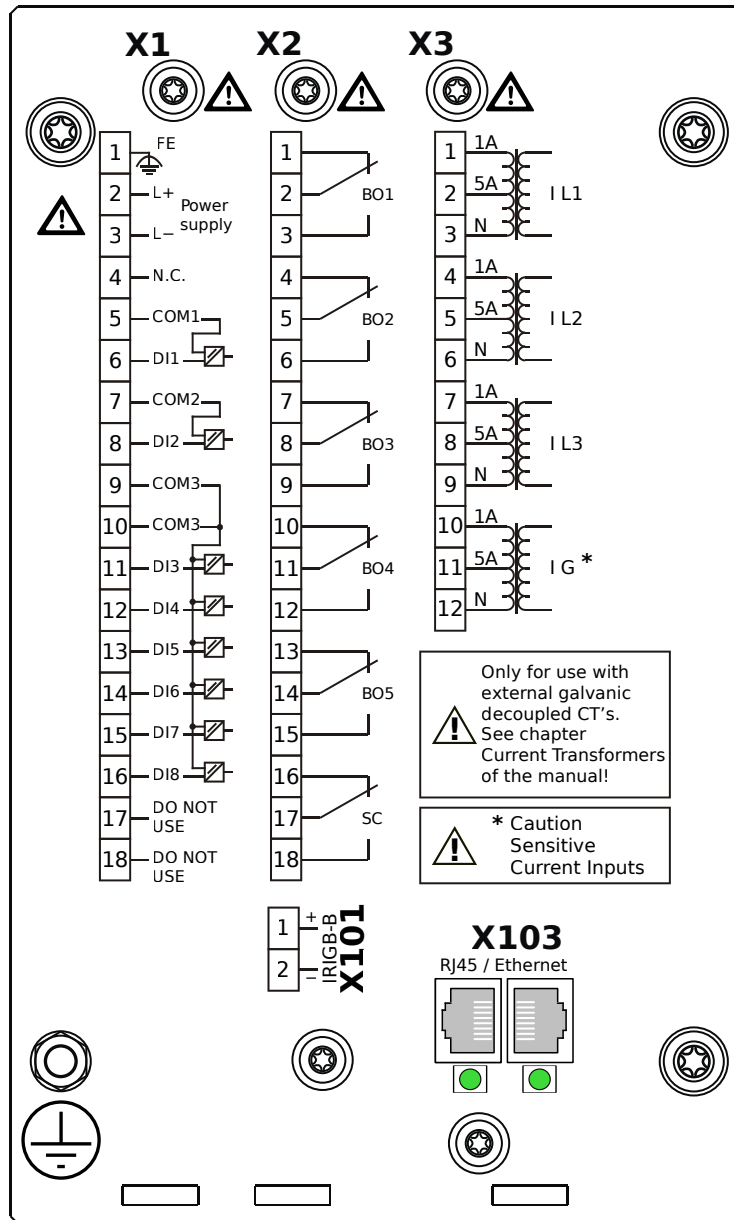 X1 X2 X3
1 FE
2 L+
Power
supply
3 L−
4 N.C.
5 COM1
6 DI1
7 COM2
8 DI2
9 COM3
10 COM3
11 DI3
12 DI4
13 DI5
14 DI6
15 DI7
16 DI8
17 DO NOT
USE
18 DO NOT
USE
1
2 BO1
3
4
5 BO2
6
7
8 BO3
9
10
11 BO4
12
13
14 BO5
15
16
17 SC
18
1 1A
2 5A I L1
3 N
4 1A
5 5A I L2
6 N
7 1A
8 5A I L3
9 N
10 1A
11 5A I G *
12 N
Only for use with
external galvanic
decoupled CT's.
See chapter
Current Transformers
of the manual!
* Caution
Sensitive
Current Inputs
1 +
2 −
IRIGB-B
X101
X103
RJ45 / Ethernet